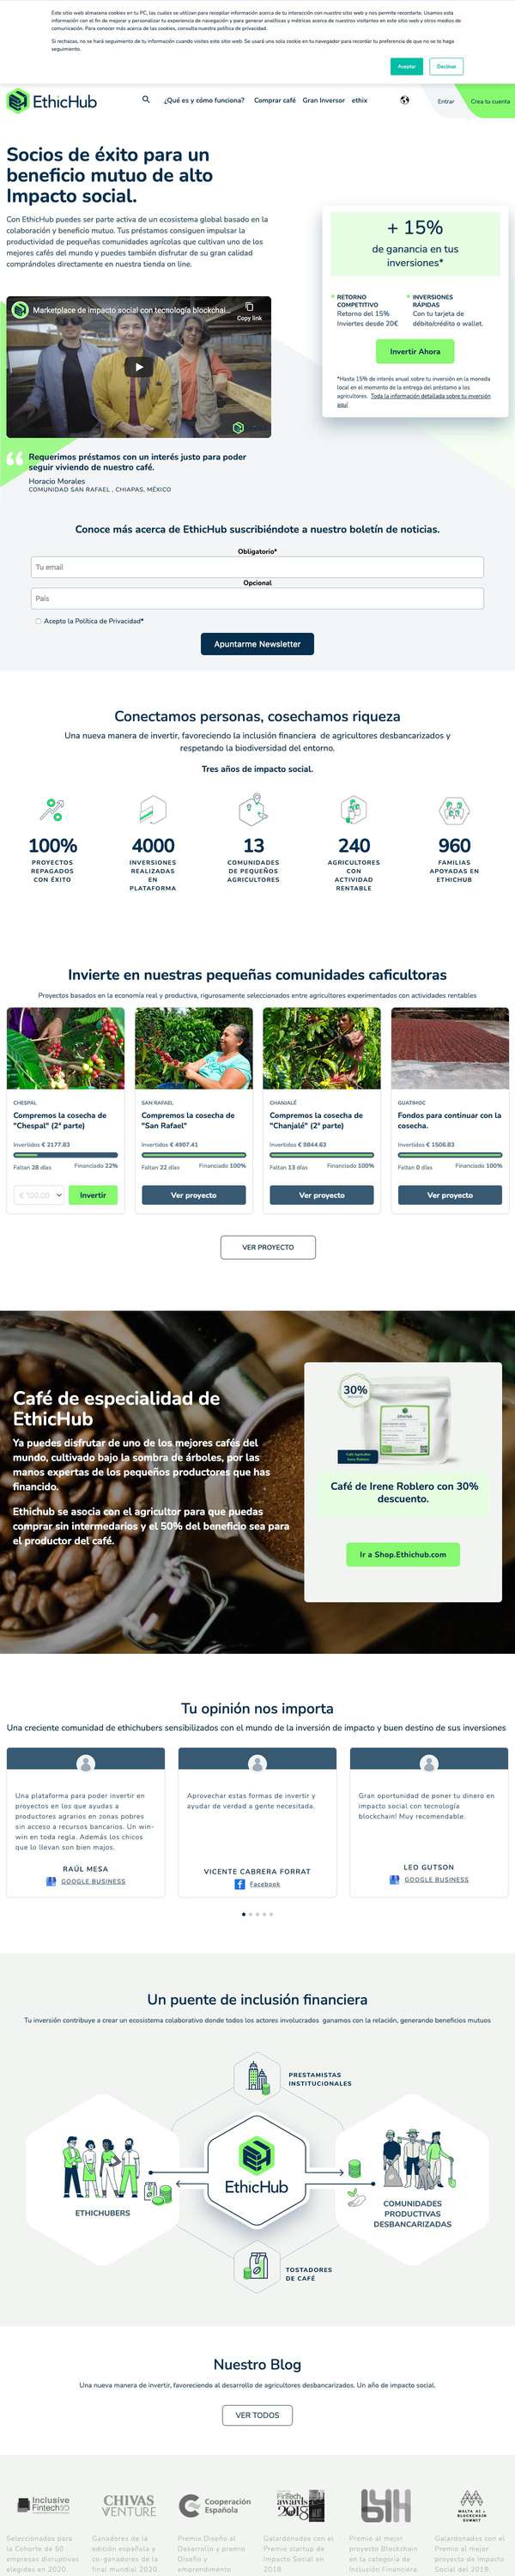 Este sitio web almacena cookies en tu PC, las cuales se utilizan para recopilar información acerca de tu interacción con nuestro sitio web y nos permite recordarte. Usamos esta
información con el fin de mejorar y personalizar tu experiencia de navegación y para generar analíticas y métricas acerca de nuestros visitantes en este sitio web y otros medios de
comunicación. Para conocer más acerca de las cookies, consulta nuestra política de privacidad.
Si rechazas, no se hará seguimiento de tu información cuando visites este sitio web. Se usará una sola cookie en tu navegador para recordar tu preferencia de que no se te haga
seguimiento.
Aceptar
Declinar
EthicHub
¿Qué es y cómo funciona? Comprar café Gran Inversor ethix
Entrar
Crea tu cuenta
Socios de éxito para un
beneficio mutuo de alto
Impacto social.
Con EthicHub puedes ser parte activa de un ecosistema global basado en la
colaboración y beneficio mutuo. Tus préstamos consiguen impulsar la
productividad de pequeñas comunidades agrícolas que cultivan uno de los
mejores cafés del mundo y puedes también disfrutar de su gran calidad
comprándoles directamente en nuestra tienda on line.
+ 15%
de ganancia en tus
inversiones*
RETORNO
COMPETITIVO
Retorno del 15%
Inviertes desde 20€
INVERSIONES
RÁPIDAS
Con tu tarjeta de
débito/crédito o wallet.
Invertir Ahora
*Hasta 15% de interés anual sobre tu inversión en la moneda
local en el momento de la entrega del préstamo a los
agricultores. Toda la información detallada sobre tu inversión
aquí
Marketplace de impacto social con tecnología blockchai...
Copy link
Requerimos préstamos con un interés justo para poder
seguir viviendo de nuestro café.
Horacio Morales
COMUNIDAD SAN RAFAEL , CHIAPAS, MÉXICO
Conoce más acerca de EthicHub suscribiéndote a nuestro boletín de noticias.
Obligatorio*
Tu email
Opcional
País
Acepto la Política de Privacidad*
Apuntarme Newsletter
Conectamos personas, cosechamos riqueza
Una nueva manera de invertir, favoreciendo la inclusión financiera de agricultores desbancarizados y
respetando la biodiversidad del entorno.
Tres años de impacto social.
100%
PROYECTOS
REPAGADOS
CON ÉXITO
4000
INVERSIONES
REALIZADAS
EN
PLATAFORMA
13
COMUNIDADES
DE PEQUEÑOS
AGRICULTORES
240
AGRICULTORES
CON
ACTIVIDAD
RENTABLE
960
FAMILIAS
APOYADAS EN
ETHICHUB
Invierte en nuestras pequeñas comunidades caficultoras
Proyectos basados en la economía real y productiva, rigurosamente seleccionados entre agricultores experimentados con actividades rentables
CHESPAL
Compremos la cosecha de
"Chespal" (2ª parte)
Invertidos € 2177.83
Faltan 28 días
Financiado 22%
€ 100.00
Invertir
SAN RAFAEL
Compremos la cosecha de
"San Rafael"
Invertidos € 4907.41
Faltan 22 días
Financiado 100%
Ver proyecto
CHANJALÉ
Compremos la cosecha de
"Chanjalé" (2ª parte)
Invertidos € 9844.63
Faltan 13 días
Financiado 100%
Ver proyecto
GUATIMOC
Fondos para continuar con la
cosecha.
Invertidos € 1506.83
Faltan 0 días
Financiado 100%
Ver proyecto
VER PROYECTO
Café de especialidad de
EthicHub
Ya puedes disfrutar de uno de los mejores cafés del
mundo, cultivado bajo la sombra de árboles, por las
manos expertas de los pequeños productores que has
financido.
Ethichub se asocia con el agricultor para que puedas
comprar sin intermedarios y el 50% del beneficio sea para
el productor del café.
30%
Café de Irene Roblero con 30%
descuento.
Ir a Shop.Ethichub.com
Tu opinión nos importa
Una creciente comunidad de ethichubers sensibilizados con el mundo de la inversión de impacto y buen destino de sus inversiones
Una plataforma para poder invertir en
proyectos en los que ayudas a
productores agrarios en zonas pobres
sin acceso a recursos bancarios. Un win-
win en toda regla. Además los chicos
que lo llevan son bien majos.
RAÚL MESA
GOOGLE BUSINESS
Aprovechar estas formas de invertir y
ayudar de verdad a gente necesitada.
VICENTE CABRERA FORRAT
Facebook
Gran oportunidad de poner tu dinero en
impacto social con tecnología
blockchain! Muy recomendable.
LEO GUTSON
GOOGLE BUSINESS
Un puente de inclusión financiera
Tu inversión contribuye a crear un ecosistema colaborativo donde todos los actores involucrados ganamos con la relación, generando beneficios mutuos
PRESTAMISTAS
INSTITUCIONALES
EthicHub
ETHICHUBERS
COMUNIDADES
PRODUCTIVAS
DESBANCARIZADAS
TOSTADORES
DE CAFÉ
Nuestro Blog
Una nueva manera de invertir, favoreciendo al desarrollo de agricultores desbancarizados. Un año de impacto social.
VER TODOS
Inclusive
Fintech50
CHIVAS
VENTURE
Cooperación
Española
Fintech
awards
2018
MALTA AI +
BLOCKCHAIN
SUMMIT
Seleccionados para
la Cohorte de 50
empresas disruptivas
elegidas en 2020.
Ganadores de la
edición española y
co-ganadores de la
final mundial 2020.
Premio Diseño al
Desarrollo y premio
Diseño y
emprendimiento
Galardonados con el
Premio startup de
Impacto Social en
2018
Premio al mejor
proyecto Blockchain
en la categoría de
Inclusión Financiera.
Galardonados con el
Premio al mejor
proyecto de Impacto
Social del 2019.